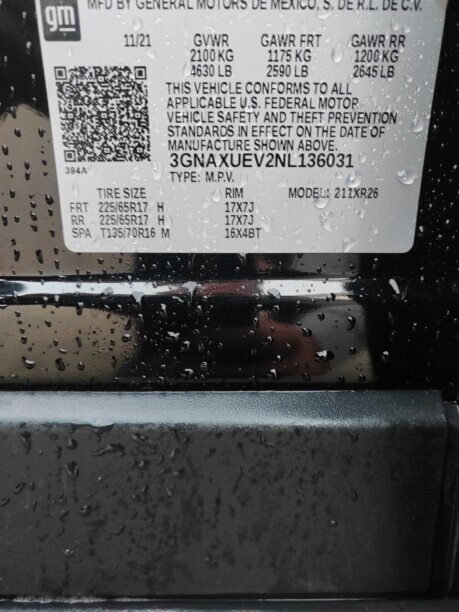 MFD BY GENERAL MOTORS DE MEXICO, S. DE R.L. DE C.V.
gm
11/21 GVWR GAWR FRT GAWR RR
2100 KG 1175 KG 1200 KG
4630 LB 2590 LB 2645 LB
THIS VEHICLE CONFORMS TO ALL
APPLICABLE U.S. FEDERAL MOTOR
VEHICLE SAFETY AND THEFT PREVENTION
STANDARDS IN EFFECT ON THE DATE OF
MANUFACTURE SHOWN ABOVE.
384A
3GNAXUEV2NL136031
TYPE: M.P.V.
TIRE SIZE RIM MODEL: 211XR26
FRT 225/65R17 H 17X7J
RR 225/65R17 H 17X7J
SPA T135/70R16 M 16X4BT